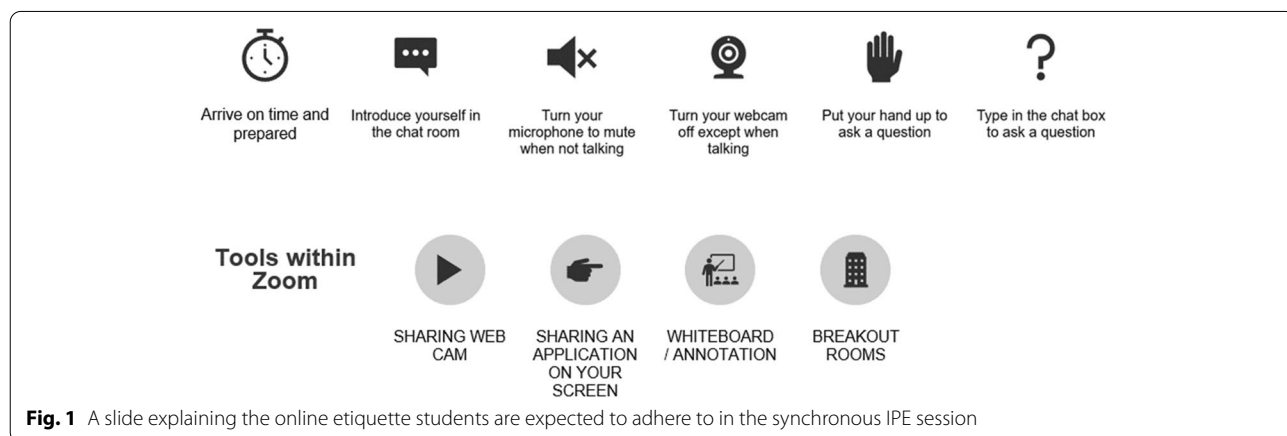 Arrive on time and
prepared
Introduce yourself in
the chat room
Turn your
microphone to mute
when not talking
Turn your webcam
off except when
talking
Put your hand up to
ask a question
Type in the chat box
to ask a question
Tools within
Zoom
SHARING WEB
CAM
SHARING AN
APPLICATION
ON YOUR
SCREEN
WHITEBOARD
/ ANNOTATION
BREAKOUT
ROOMS
Fig. 1 A slide explaining the online etiquette students are expected to adhere to in the synchronous IPE session